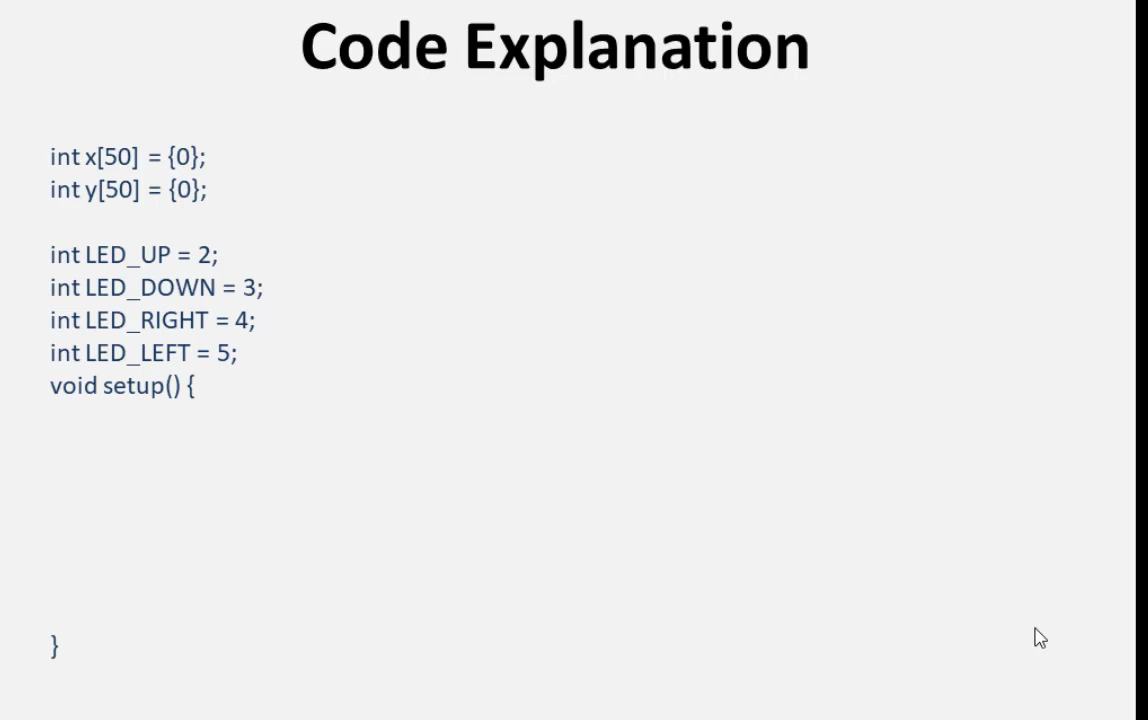 Code Explanation
int x[50] = {0};
int y[50] = {0};
int LED_UP = 2;
int LED_DOWN = 3;
int LED_RIGHT = 4;
int LED_LEFT = 5;
void setup() {
}